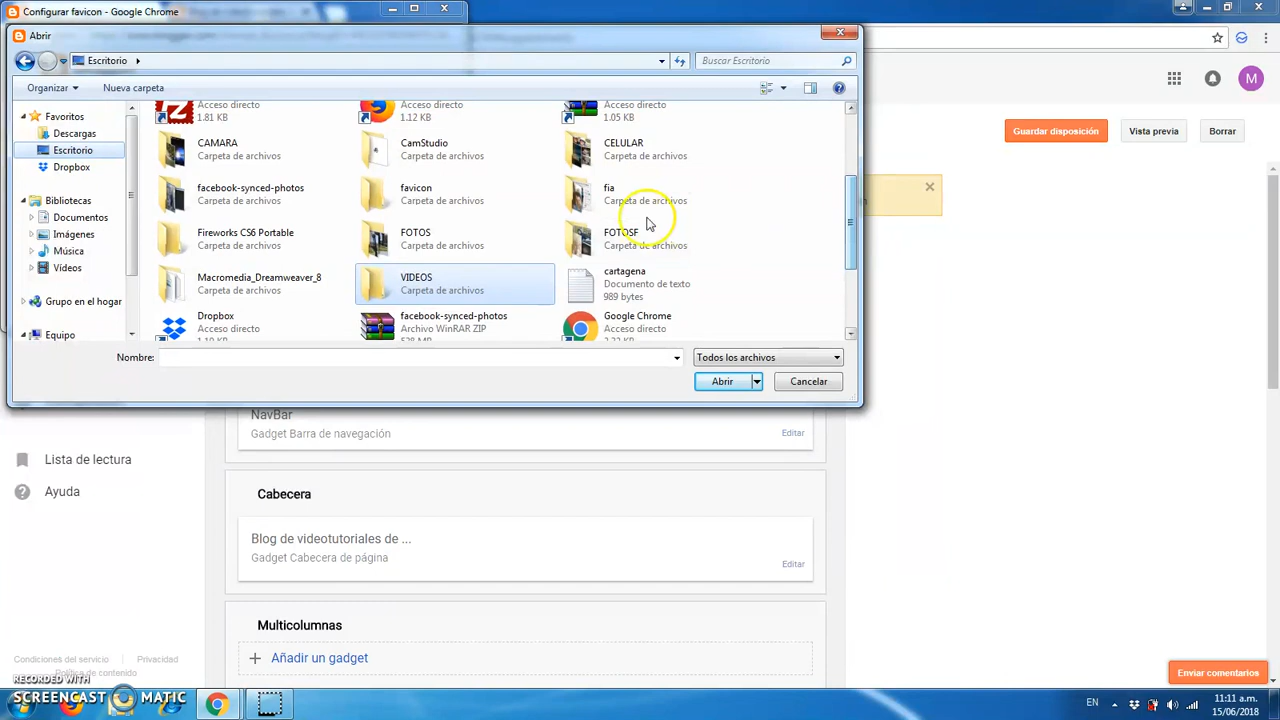 Configurar favicon - Google Chrome
Abrir
Escritorio
Buscar Escritorio
Organizar
Nueva carpeta
Favoritos
Descargas
Escritorio
Dropbox
Bibliotecas
Documentos
Imágenes
Música
Vídeos
Grupo en el hogar
Equipo
Acceso directo
1.81 KB
Acceso directo
1.12 KB
Acceso directo
1.05 KB
CAMARA
Carpeta de archivos
CamStudio
Carpeta de archivos
CELULAR
Carpeta de archivos
facebook-synced-photos
Carpeta de archivos
favicon
Carpeta de archivos
fia
Carpeta de archivos
Fireworks CS6 Portable
Carpeta de archivos
FOTOS
Carpeta de archivos
FOTOSF
Carpeta de archivos
Macromedia_Dreamweaver_8
Carpeta de archivos
VIDEOS
Carpeta de archivos
cartagena
Documento de texto
989 bytes
Dropbox
Acceso directo
facebook-synced-photos
Archivo WinRAR ZIP
Google Chrome
Acceso directo
Nombre:
Todos los archivos
Abrir
Cancelar
M
Guardar disposición
Vista previa
Borrar
Lista de lectura
Ayuda
NavBar
Gadget Barra de navegación
Editar
Cabecera
Blog de videotutoriales de ...
Gadget Cabecera de página
Editar
Multicolumnas
Añadir un gadget
Condiciones del servicio
Privacidad
Política de contenido
Enviar comentarios
RECORDED WITH
SCREENCAST MATIC
EN
11:11 a.m.
15/06/2018